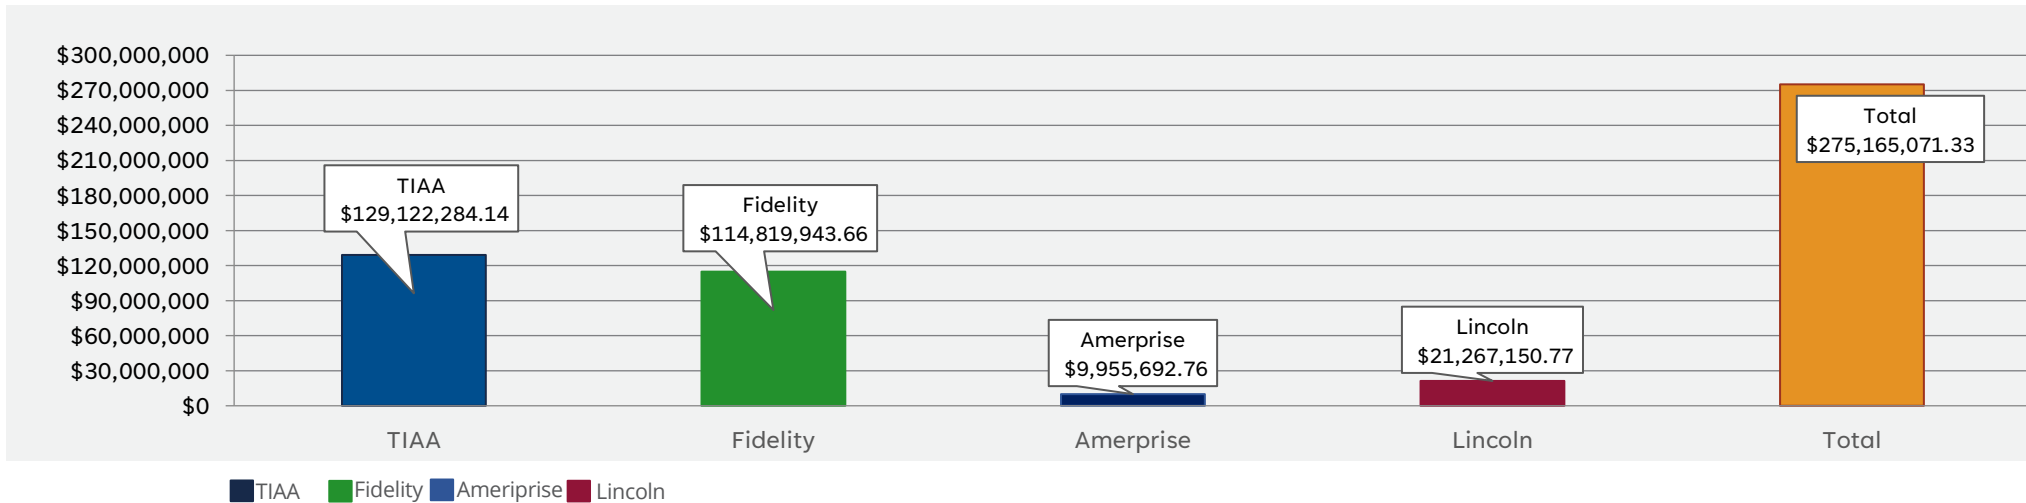 $300,000,000
$270,000,000
$240,000,000
$210,000,000
$180,000,000
$150,000,000
$120,000,000
$90,000,000
$60,000,000
$30,000,000
$0
TIAA
$129,122,284.14
Fidelity
$114,819,943.66
Amerprise
$9,955,692.76
Lincoln
$21,267,150.77
Total
$275,165,071.33
TIAA Fidelity Amerprise Lincoln Total
TIAA Fidelity Ameriprise Lincoln